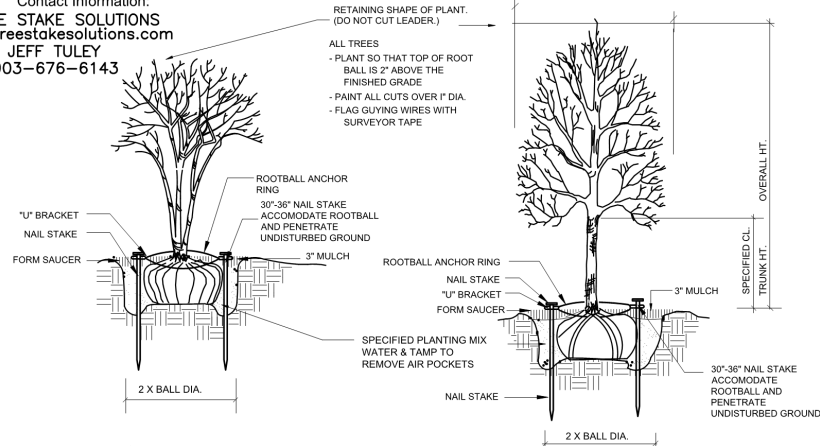 Contact Information:
E STAKE SOLUTIONS
reestakesolutions.com
JEFF TULEY
903-676-6143
RETAINING SHAPE OF PLANT.
(DO NOT CUT LEADER.)
ALL TREES
- PLANT SO THAT TOP OF ROOT
BALL IS 2" ABOVE THE
FINISHED GRADE
- PAINT ALL CUTS OVER I" DIA.
- FLAG GUYING WIRES WITH
SURVEYOR TAPE
ROOTBALL ANCHOR
RING
30"-36" NAIL STAKE
ACCOMODATE ROOTBALL
AND PENETRATE
UNDISTURBED GROUND
"U" BRACKET
NAIL STAKE
FORM SAUCER
3" MULCH
SPECIFIED PLANTING MIX
WATER & TAMP TO
REMOVE AIR POCKETS
2 X BALL DIA.
OVERALL HT.
SPECIFIED CL.
TRUNK HT.
ROOTBALL ANCHOR RING
NAIL STAKE
"U" BRACKET
FORM SAUCER
3" MULCH
30"-36" NAIL STAKE
ACCOMODATE
ROOTBALL AND
PENETRATE
UNDISTURBED GROUND
NAIL STAKE
2 X BALL DIA.